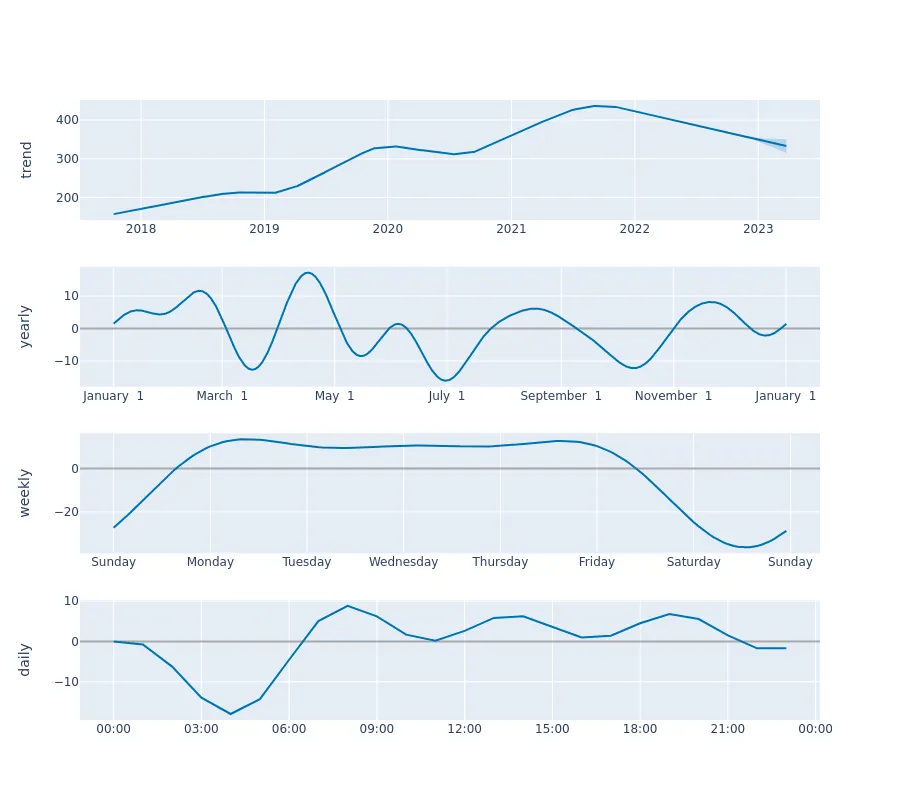 400
300
200
trend
2018 2019 2020 2021 2022 2023
10
0
−10
yearly
January 1 March 1 May 1 July 1 September 1 November 1 January 1
0
−20
weekly
Sunday Monday Tuesday Wednesday Thursday Friday Saturday Sunday
10
0
−10
daily
00:00 03:00 06:00 09:00 12:00 15:00 18:00 21:00 00:00